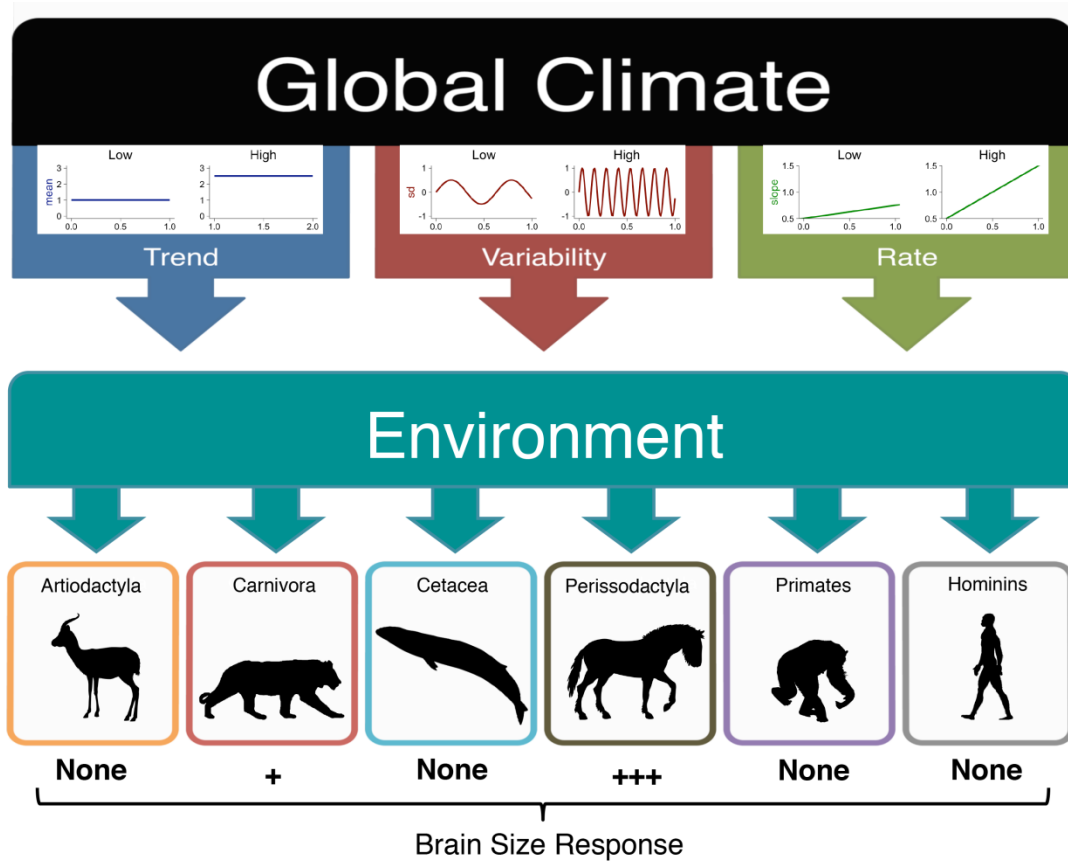 Global Climate
Low
High
Low
High
Low
High
mean
3
2
1
0
0.0 0.5 1.0
3
2
1
0
1.0 1.5 2.0
sd
1
0
-1
0.0 0.5 1.0
1
0
-1
0.0 0.5 1.0
slope
1.5
1.0
0.5
0.0 0.5 1.0
1.5
1.0
0.5
0.0 0.5 1.0
Trend
Variability
Rate
Environment
Artiodactyla
Carnivora
Cetacea
Perissodactyla
Primates
Hominins
None
+
None
+++
None
None
Brain Size Response